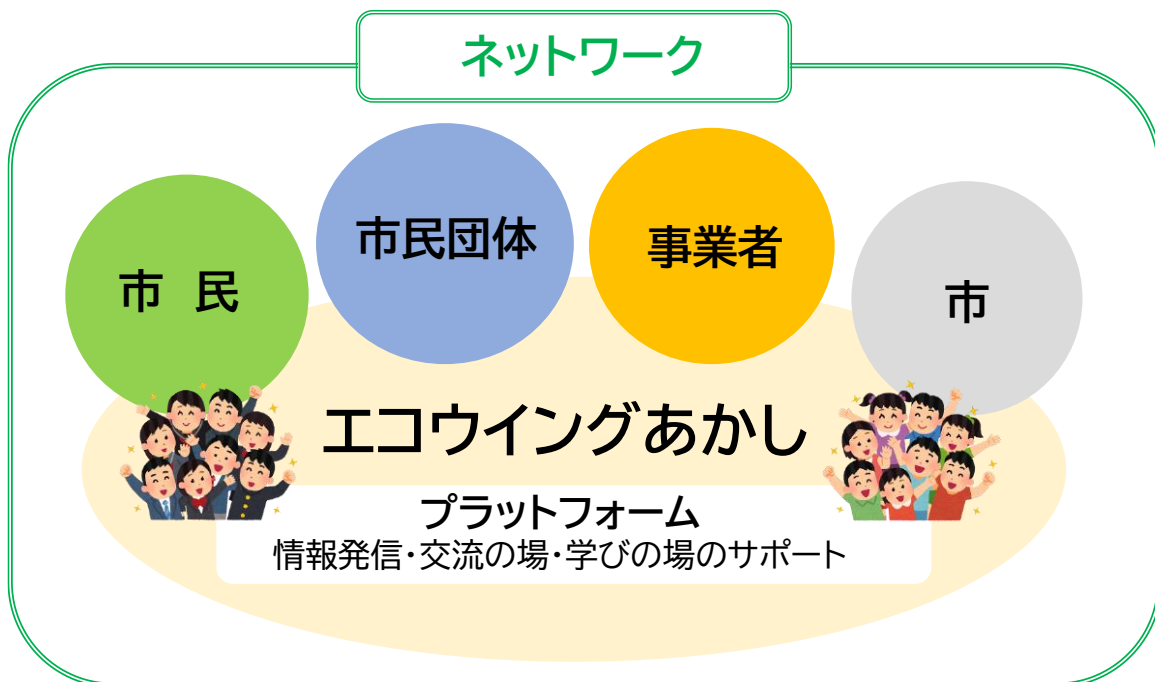 ネットワーク
市民団体
事業者
市 民
市
エコウイングあかし
プラットフォーム
情報発信・交流の場・学びの場のサポート